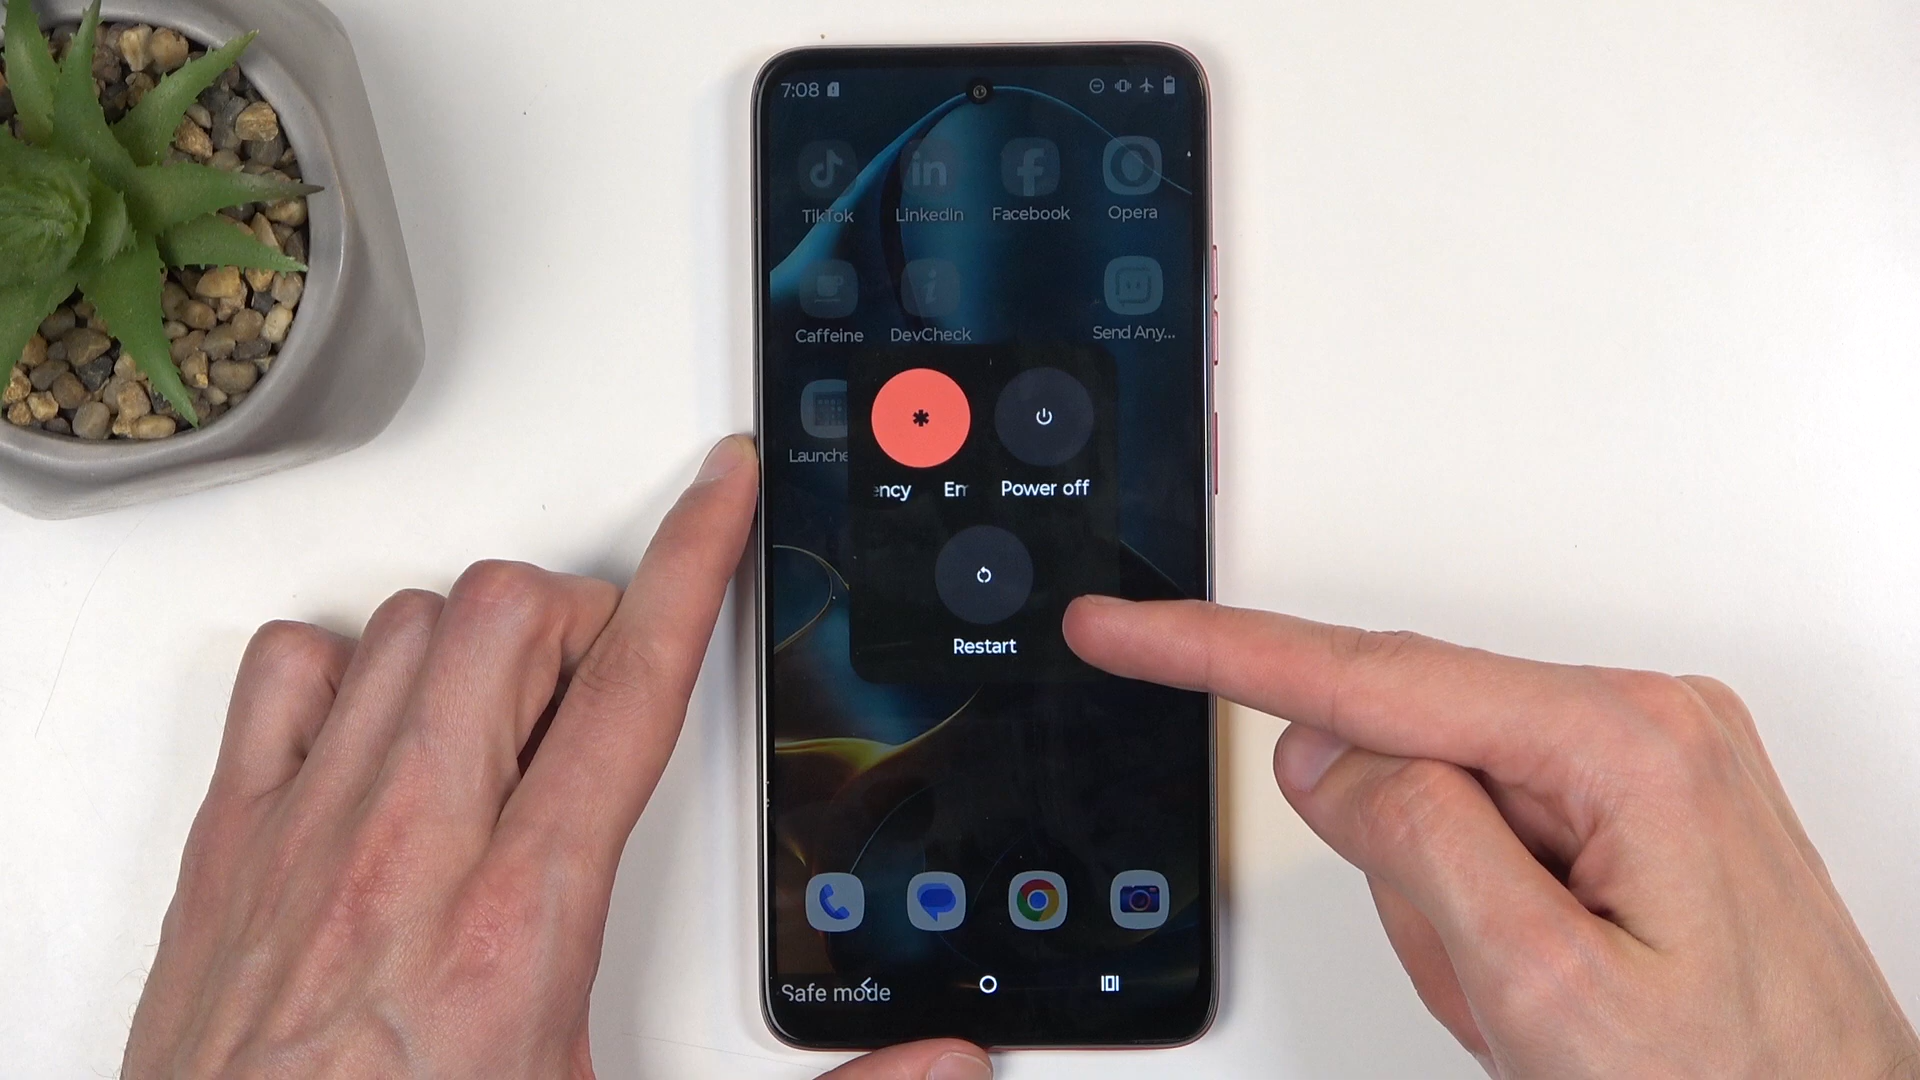 7:08
TikTok LinkedIn Facebook Opera
Caffeine DevCheck Send Any...
Launche
ency Em Power off
Restart
Safe mode